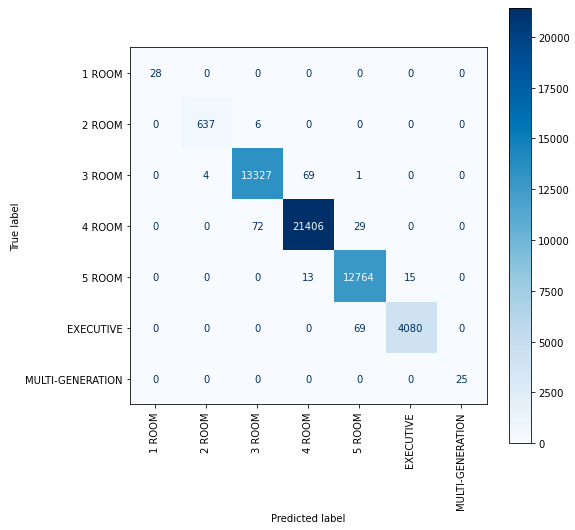 20000
17500
15000
12500
10000
7500
5000
2500
0
True label
1 ROOM 28 0 0 0 0 0 0
2 ROOM 0 637 6 0 0 0 0
3 ROOM 0 4 13327 69 1 0 0
4 ROOM 0 0 72 21406 29 0 0
5 ROOM 0 0 0 13 12764 15 0
EXECUTIVE 0 0 0 0 69 4080 0
MULTI-GENERATION 0 0 0 0 0 0 25
1 ROOM
2 ROOM
3 ROOM
4 ROOM
5 ROOM
EXECUTIVE
MULTI-GENERATION
Predicted label